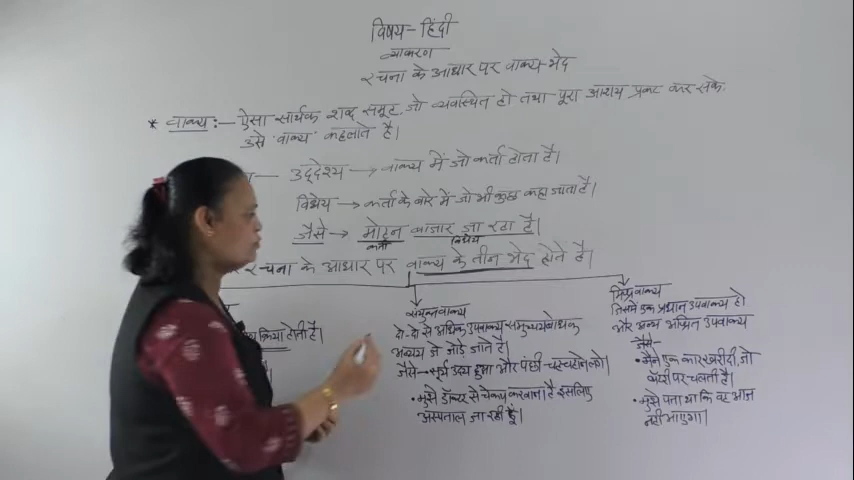 विषय – हिंदी
व्याकरण
रचना के आधार पर वाक्य-भेद
* वाक्य :– ऐसा सार्थक शब्द समूह, जो व्यवस्थित हो तथा पूरा आशय प्रकट कर सके
उसे 'वाक्य' कहलाते है।
उद्देश्य → वाक्य में जो कर्ता होता है।
विधेय → कर्ता के बारे में जो भी कुछ कहा जाता है।
जैसे → मोहन बाजार जा रहा है।
कर्ता विधेय
रचना के आधार पर वाक्य के तीन भेद होते है।
क्रिया होती है।
संयुक्त वाक्य
दो-दो से अधिक उपवाक्य समुच्चयबोधक
अव्यय से जोड़े जाते है।
जैसे – सूर्य उदय हुआ और पंछी चहचहाने लगे।
• मुझे डॉक्टर से चेकप करवाना है इसलिए
अस्पताल जा रही हूँ।
मिश्र वाक्य
जिसमें एक प्रधान उपवाक्य हो
और अन्य आश्रित उपवाक्य
जैसे–
• मैंने एक कार खरीदी, जो
बैटरी पर चलती है।
• मुझे पता था कि वह आज
नहीं आएगा।